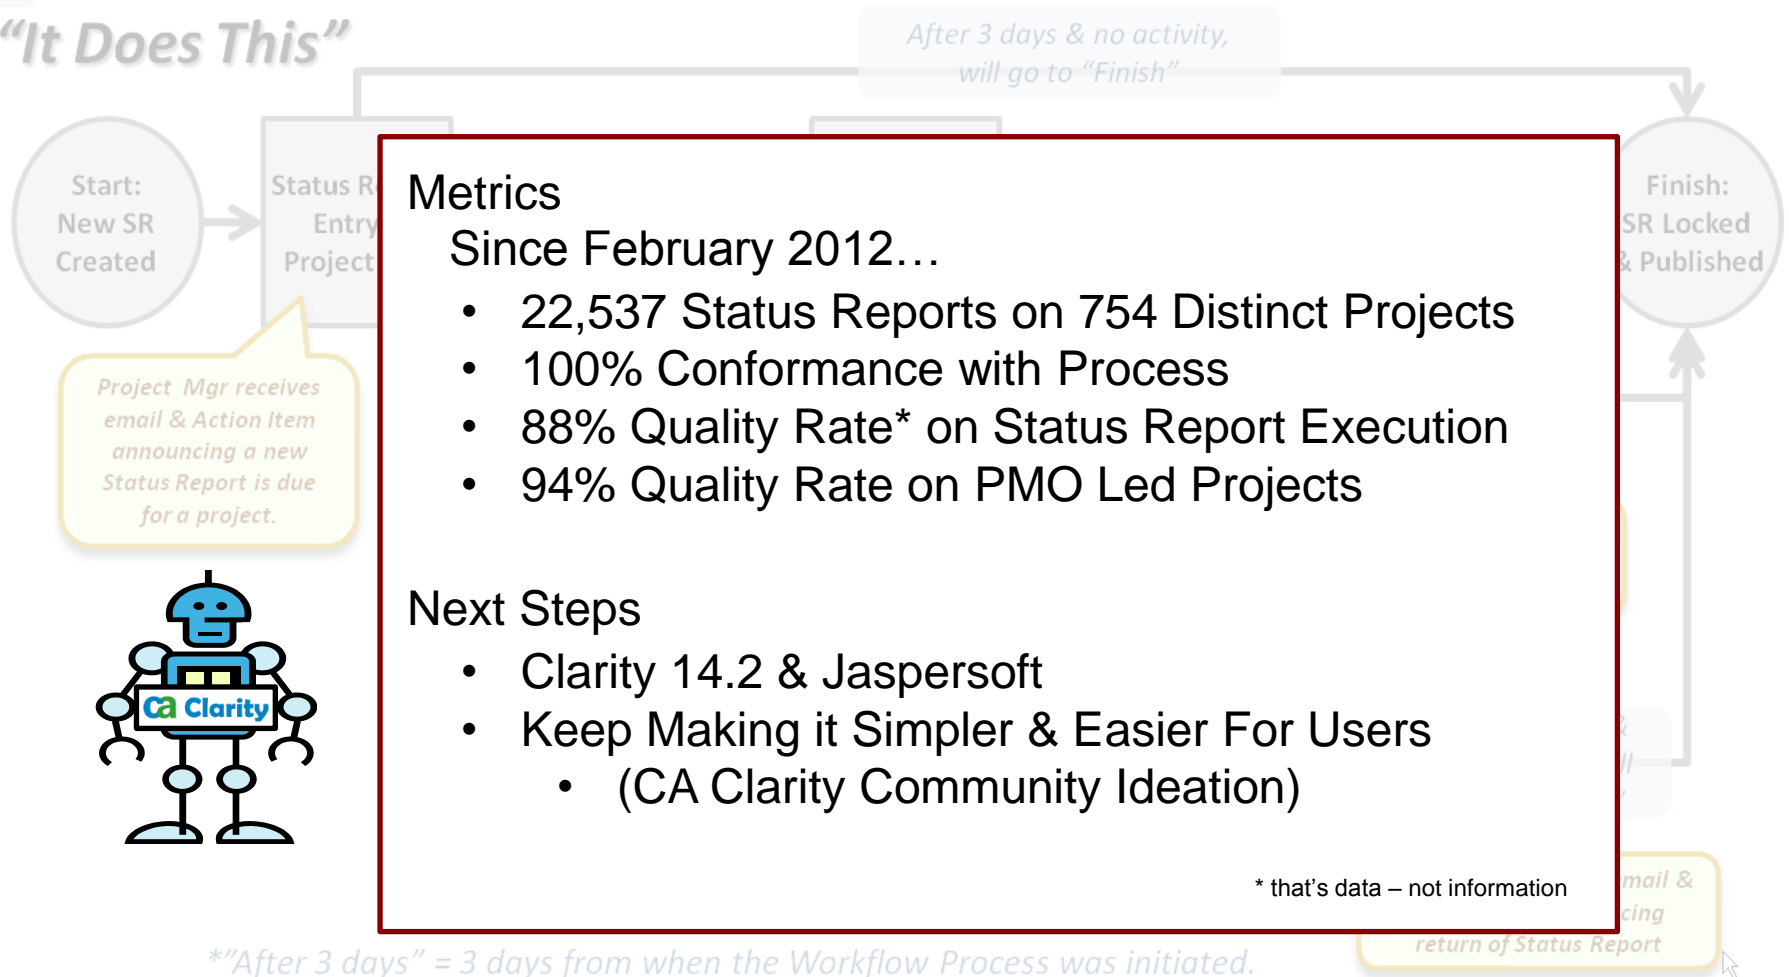 “It Does This”
After 3 days & no activity,
will go to “Finish”
Start:
New SR
Created
Status
Entry
Project
Finish:
SR Locked
& Published
Project Mgr receives
email & Action Item
announcing a new
Status Report is due
for a project.
CA Clarity
Metrics
Since February 2012…
• 22,537 Status Reports on 754 Distinct Projects
• 100% Conformance with Process
• 88% Quality Rate* on Status Report Execution
• 94% Quality Rate on PMO Led Projects
Next Steps
• Clarity 14.2 & Jaspersoft
• Keep Making it Simpler & Easier For Users
• (CA Clarity Community Ideation)
* that’s data – not information
&
return of Status Report
*”After 3 days” = 3 days from when the Workflow Process was initiated.